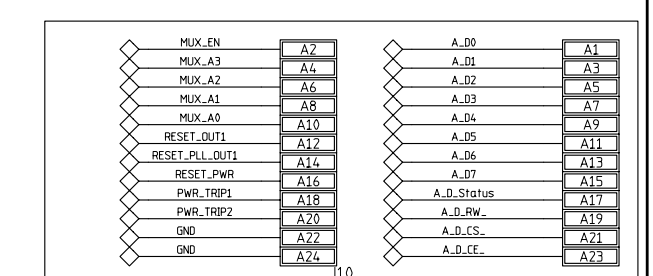 MUX_EN A2 A_D0 A1
MUX_A3 A4 A_D1 A3
MUX_A2 A6 A_D2 A5
MUX_A1 A8 A_D3 A7
MUX_A0 A10 A_D4 A9
RESET_OUT1 A12 A_D5 A11
RESET_PLL_OUT1 A14 A_D6 A13
RESET_PWR A16 A_D7 A15
PWR_TRIP1 A18 A_D_Status A17
PWR_TRIP2 A20 A_D_RW_ A19
GND A22 A_D_CS_ A21
GND A24 A_D_CE_ A23
10